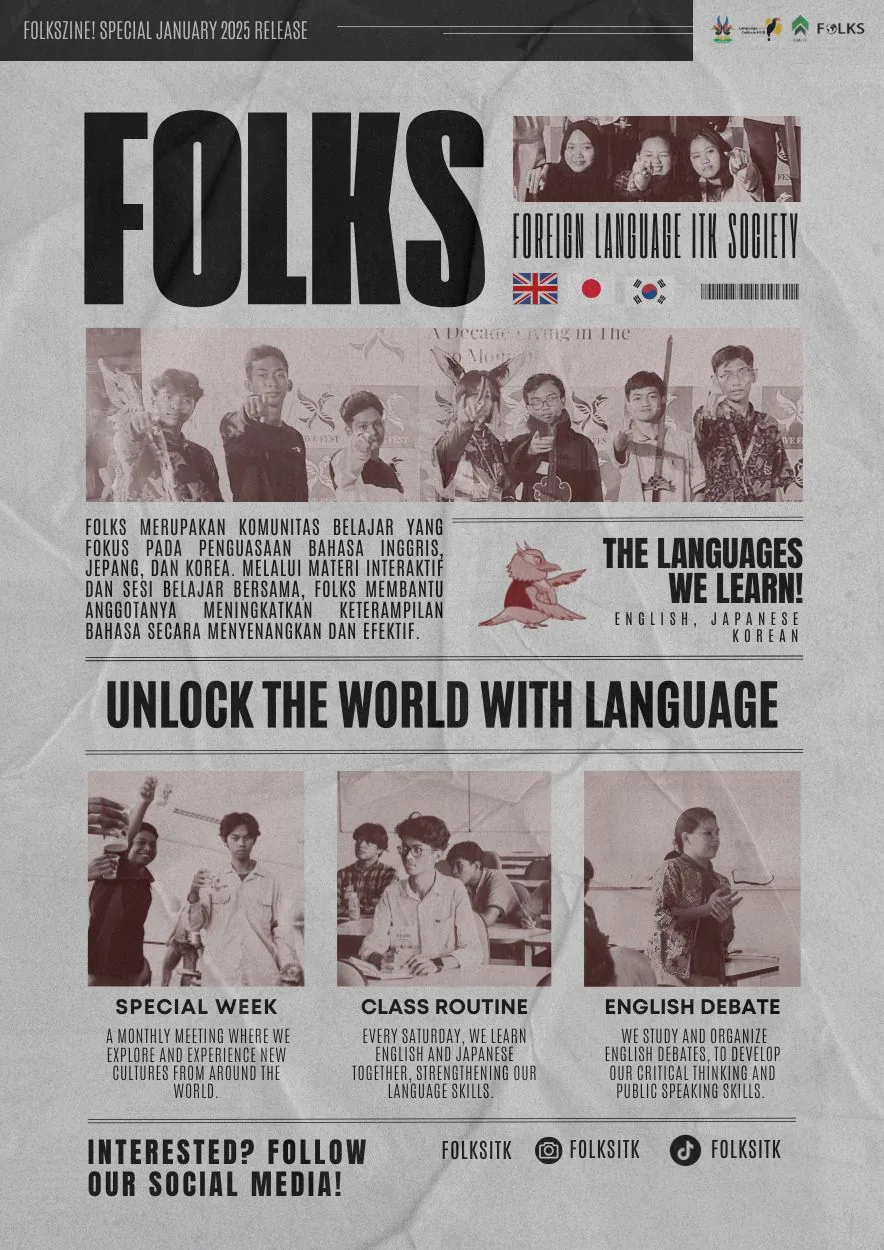 FOLKSZINE! SPECIAL JANUARY 2025 RELEASE
FOLKS
FOLKS
FOREIGN LANGUAGE ITK SOCIETY
A Decade Living in The
FOLKS MERUPAKAN KOMUNITAS BELAJAR YANG
FOKUS PADA PENGUASAAN BAHASA INGGRIS,
JEPANG, DAN KOREA. MELALUI MATERI INTERAKTIF
DAN SESI BELAJAR BERSAMA, FOLKS MEMBANTU
ANGGOTANYA MENINGKATKAN KETERAMPILAN
BAHASA SECARA MENYENANGKAN DAN EFEKTIF.
THE LANGUAGES
WE LEARN!
ENGLISH, JAPANESE
KOREAN
UNLOCK THE WORLD WITH LANGUAGE
SPECIAL WEEK
A MONTHLY MEETING WHERE WE
EXPLORE AND EXPERIENCE NEW
CULTURES FROM AROUND THE
WORLD.
CLASS ROUTINE
EVERY SATURDAY, WE LEARN
ENGLISH AND JAPANESE
TOGETHER, STRENGTHENING OUR
LANGUAGE SKILLS.
ENGLISH DEBATE
WE STUDY AND ORGANIZE
ENGLISH DEBATES, TO DEVELOP
OUR CRITICAL THINKING AND
PUBLIC SPEAKING SKILLS.
INTERESTED? FOLLOW
OUR SOCIAL MEDIA!
FOLKSITK
FOLKSITK
FOLKSITK